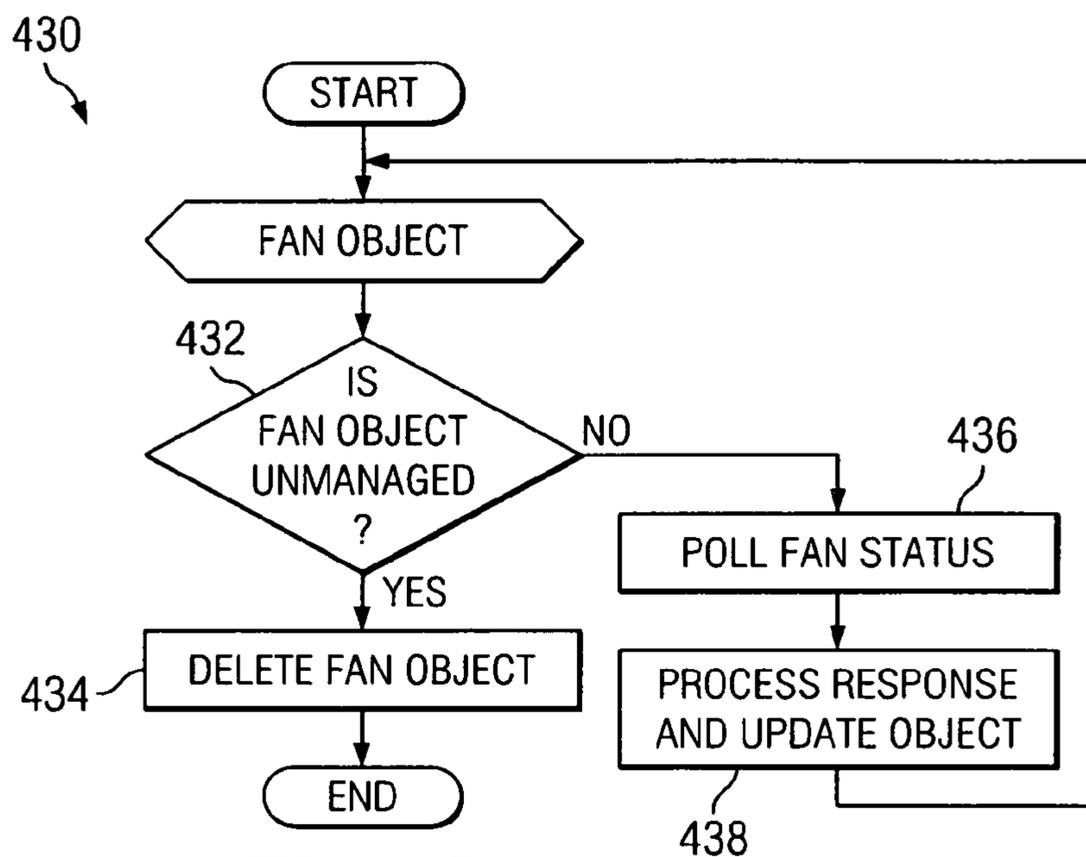 430
START
FAN OBJECT
432
IS
FAN OBJECT
UNMANAGED
?
NO
YES
436
POLL FAN STATUS
434
DELETE FAN OBJECT
PROCESS RESPONSE
AND UPDATE OBJECT
438
END